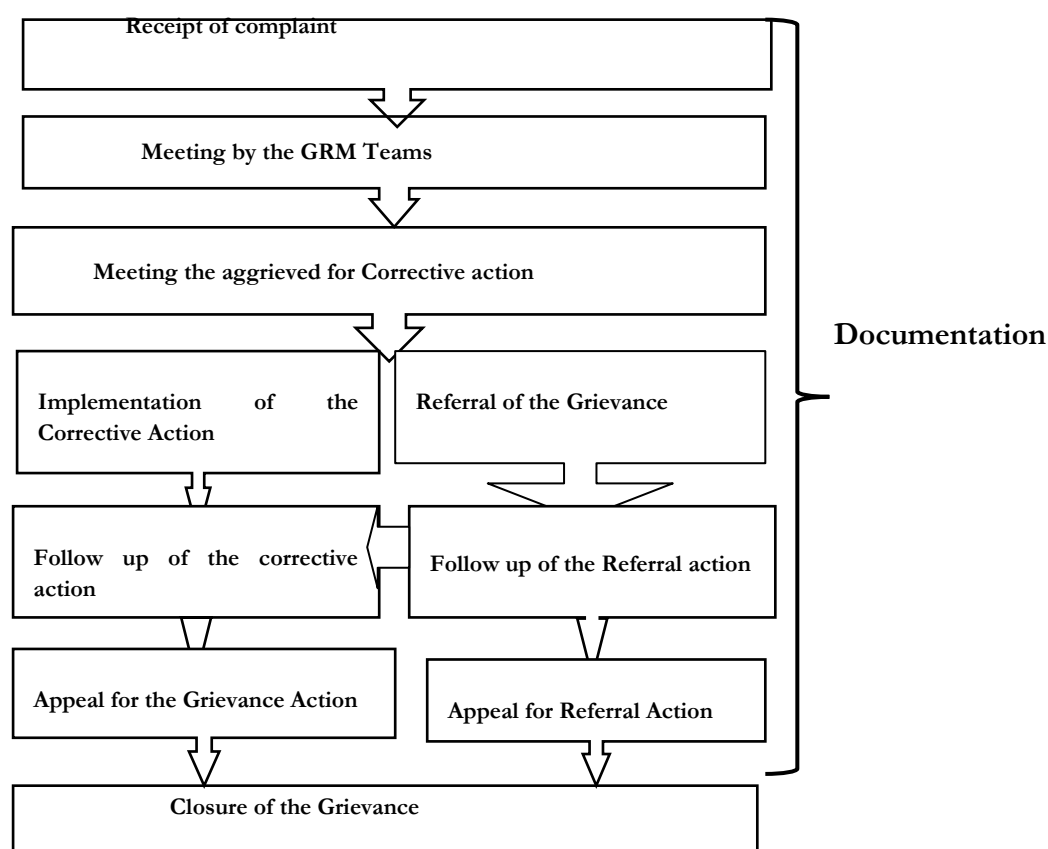 Receipt of complaint
Meeting by the GRM Teams
Meeting the aggrieved for Corrective action
Documentation
Implementation of the
Corrective Action
Referral of the Grievance
Follow up of the corrective
action
Follow up of the Referral action
Appeal for the Grievance Action
Appeal for Referral Action
Closure of the Grievance